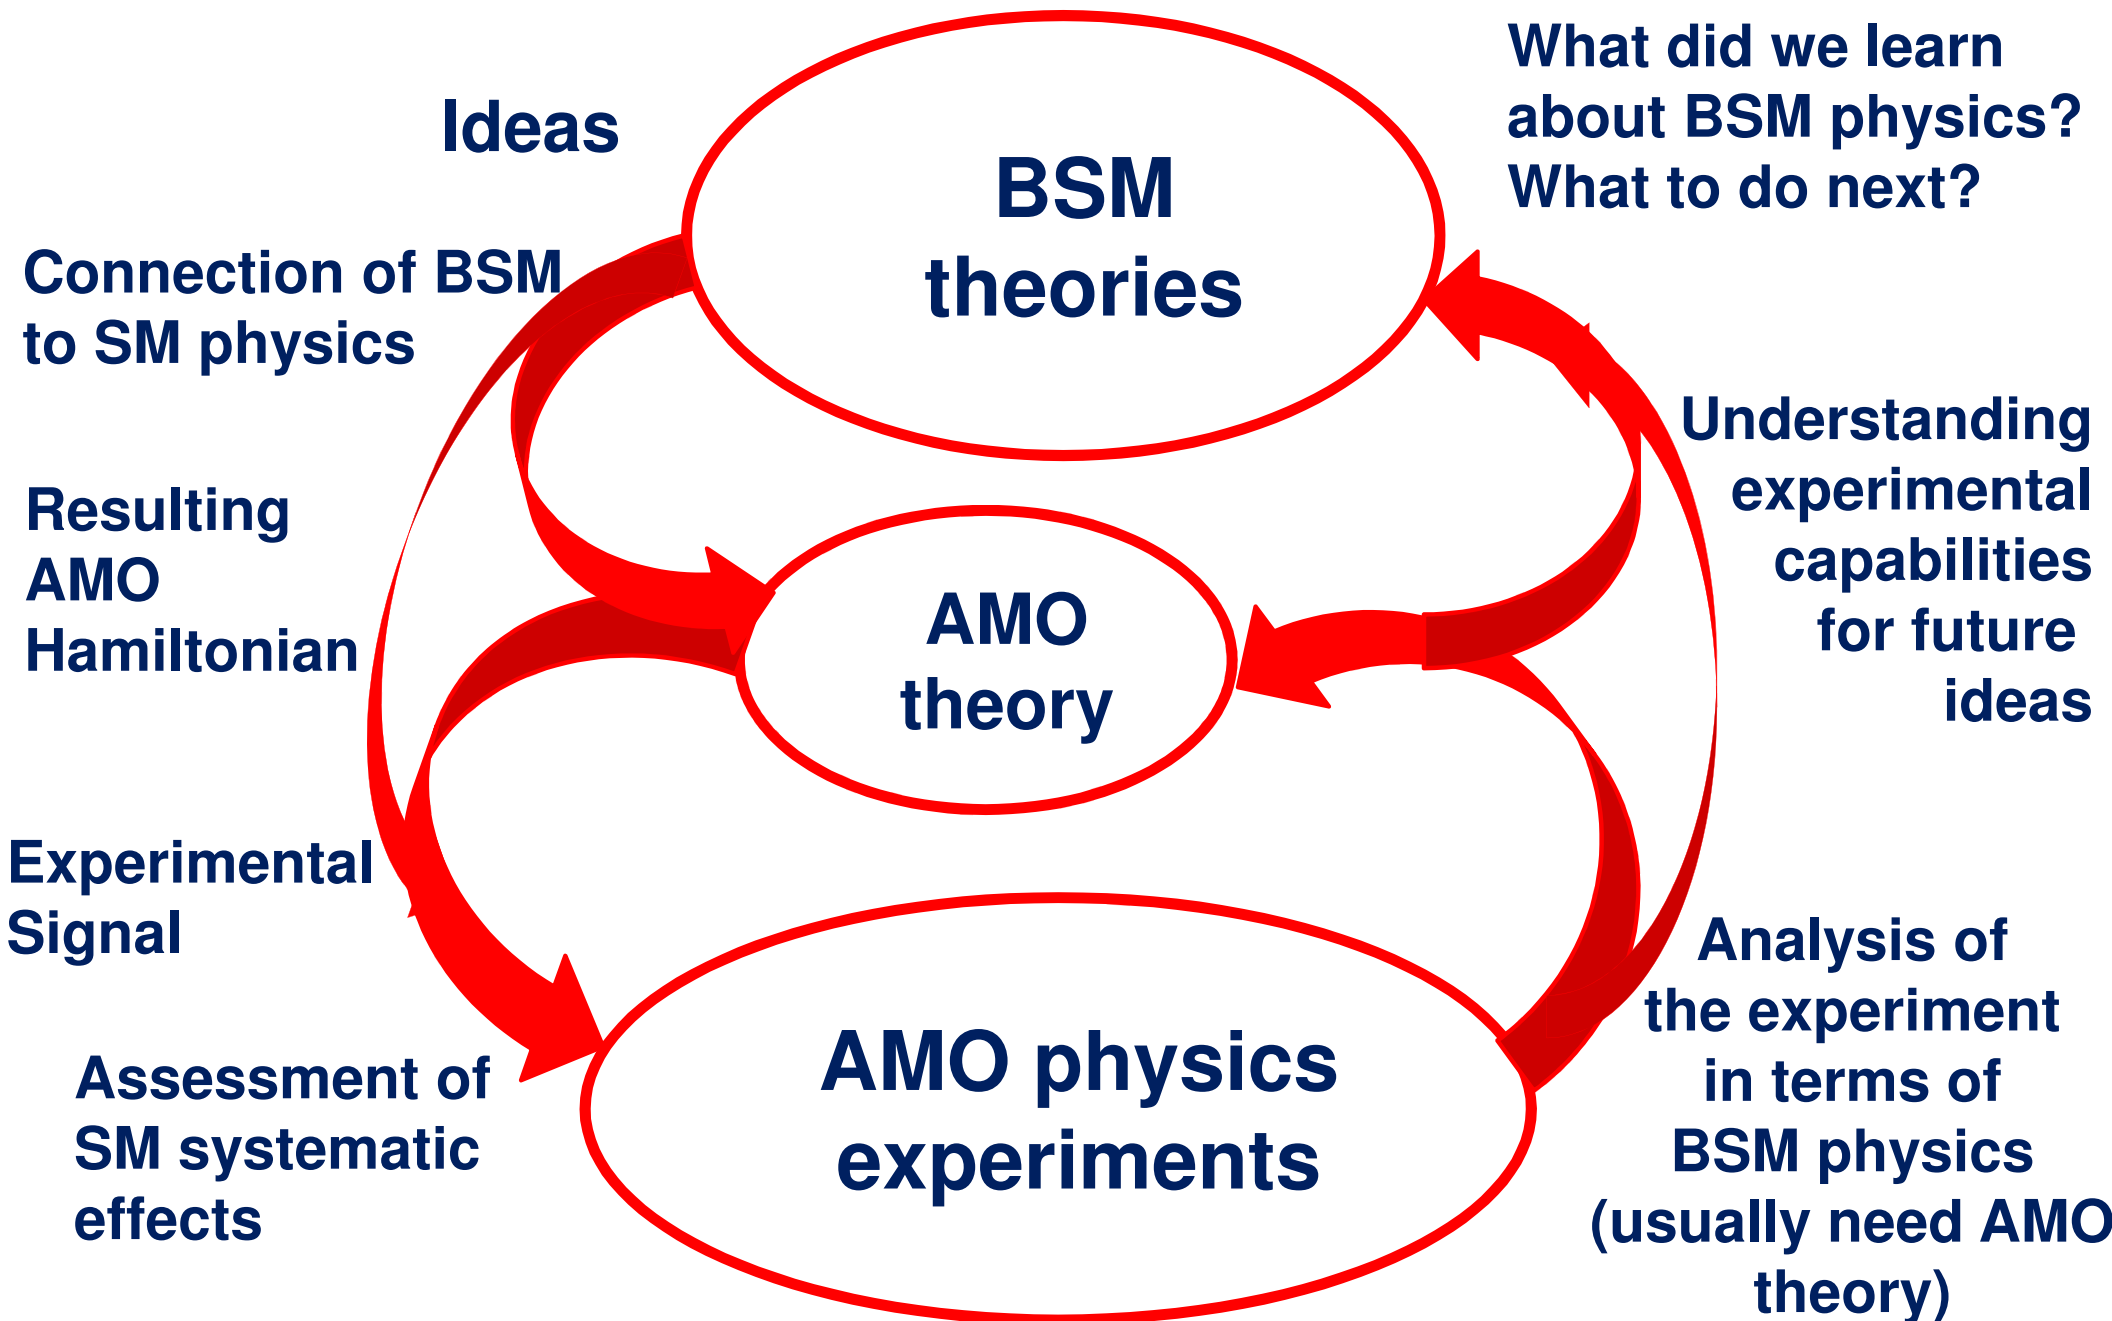 Ideas
Connection of BSM
to SM physics
Resulting
AMO
Hamiltonian
Experimental
Signal
Assessment of
SM systematic
effects
BSM
theories
AMO
theory
AMO physics
experiments
What did we learn
about BSM physics?
What to do next?
Understanding
experimental
capabilities
for future
ideas
Analysis of
the experiment
in terms of
BSM physics
(usually need AMO
theory)